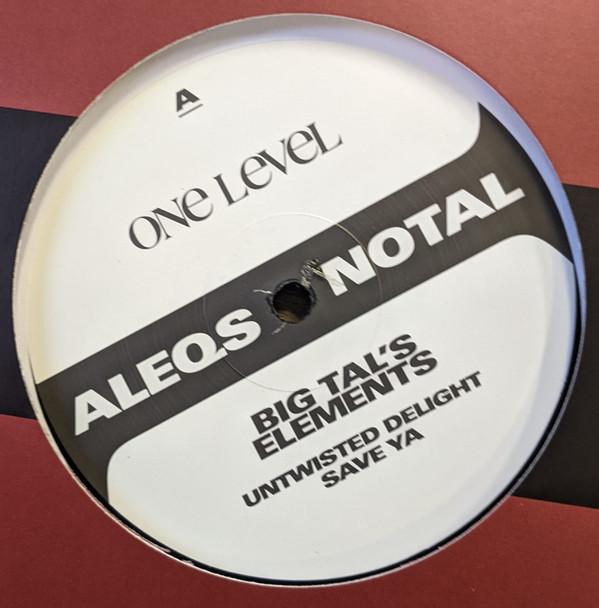 A
ONe LeveL
ALEQS NOTAL
BIG TAL'S
ELEMENTS
UNTWISTED DELIGHT
SAVE YA